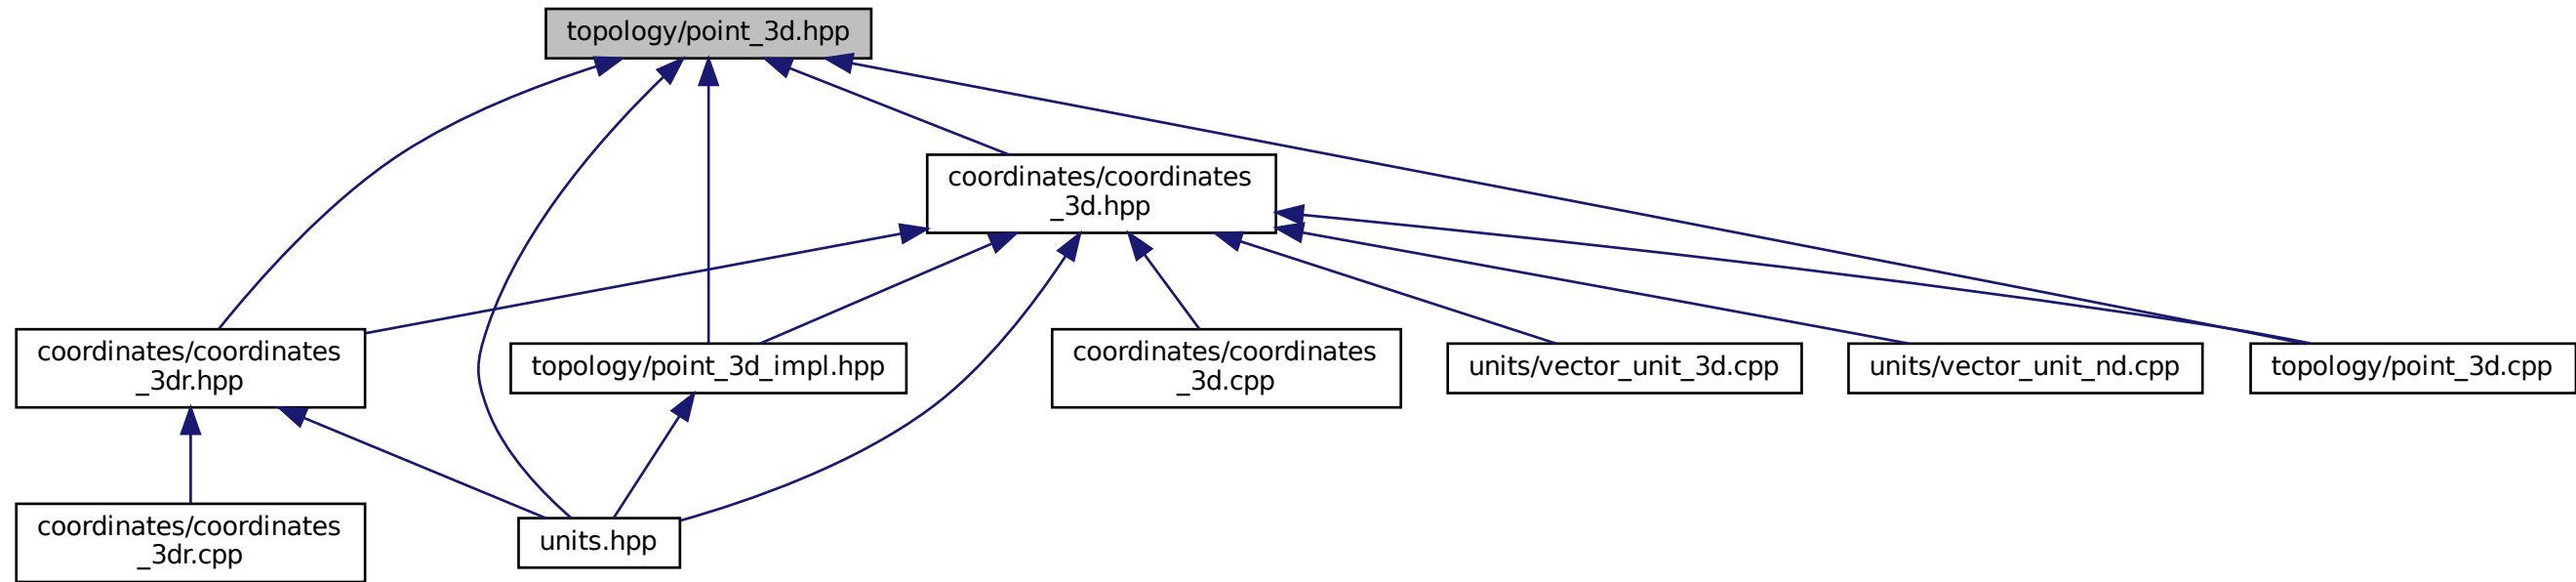 topology/point_3d.hpp
coordinates/coordinates
_3d.hpp
coordinates/coordinates
_3dr.hpp
topology/point_3d_impl.hpp
coordinates/coordinates
_3d.cpp
units/vector_unit_3d.cpp
units/vector_unit_nd.cpp
topology/point_3d.cpp
coordinates/coordinates
_3dr.cpp
units.hpp